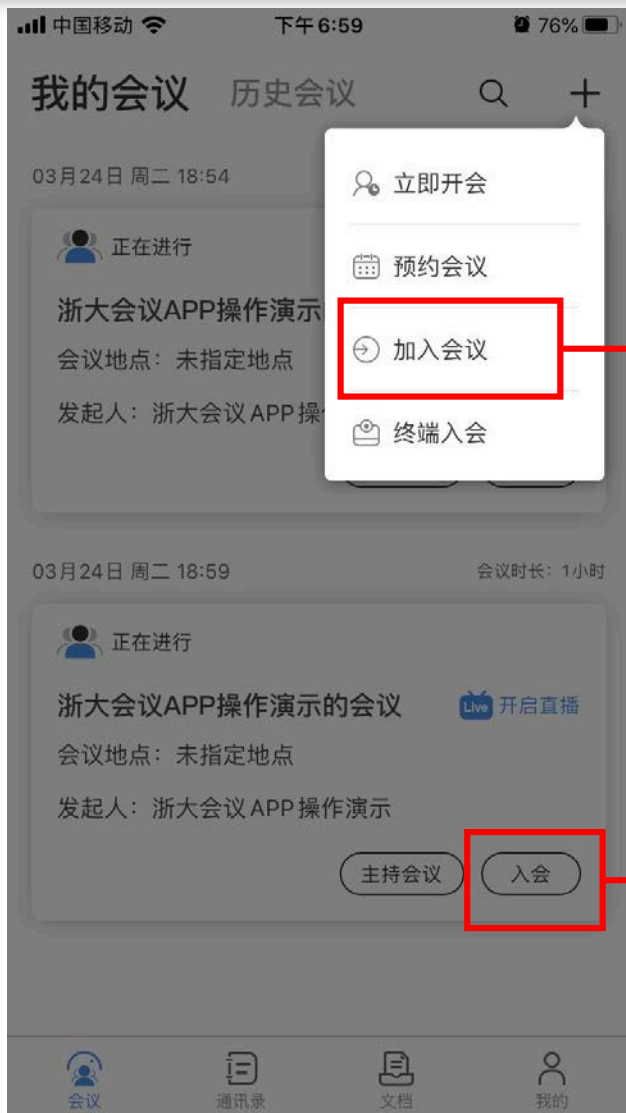 中国移动 下午6:59 76%
我的会议 历史会议
03月24日 周二 18:54
立即开会
预约会议
加入会议
终端入会
正在进行
浙大会议APP操作演示
会议地点：未指定地点
发起人：浙大会议APP操
03月24日 周二 18:59 会议时长：1小时
正在进行
浙大会议APP操作演示的会议 Live 开启直播
会议地点：未指定地点
发起人：浙大会议APP操作演示
主持会议 入会
会议 通讯录 文档 我的